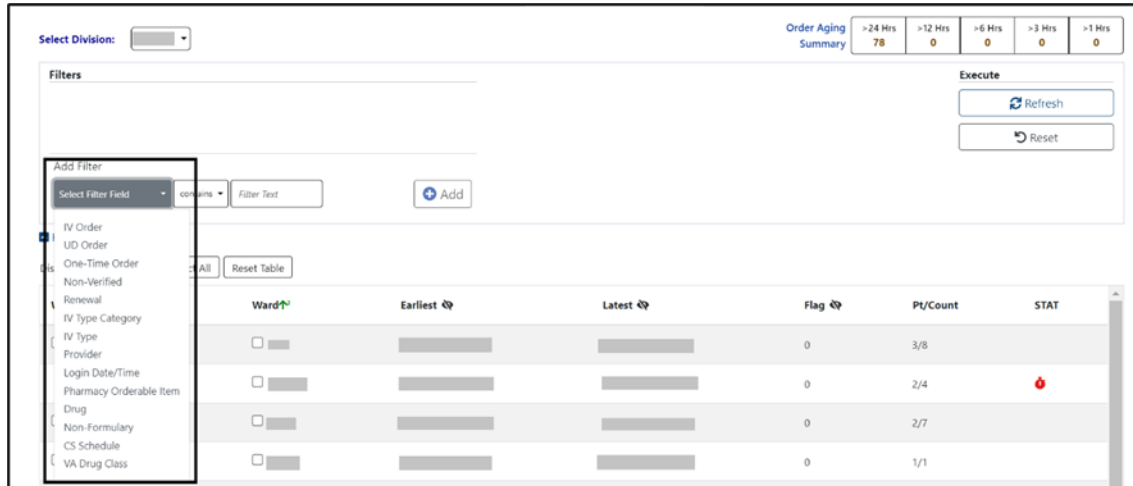 Select Division:
Order Aging Summary
>24 Hrs >12 Hrs >6 Hrs >3 Hrs >1 Hrs
78 0 0 0 0
Filters
Execute
Refresh
Reset
Add Filter
Select Filter Field contains Filter Text Add
IV Order
UD Order
One-Time Order
Non-Verified
Renewal
IV Type Category
IV Type
Provider
Login Date/Time
Pharmacy Orderable Item
Drug
Non-Formulary
CS Schedule
VA Drug Class
All Reset Table
Ward Earliest Latest Flag Pt/Count STAT
0 3/8
0 2/4
0 2/7
0 1/1